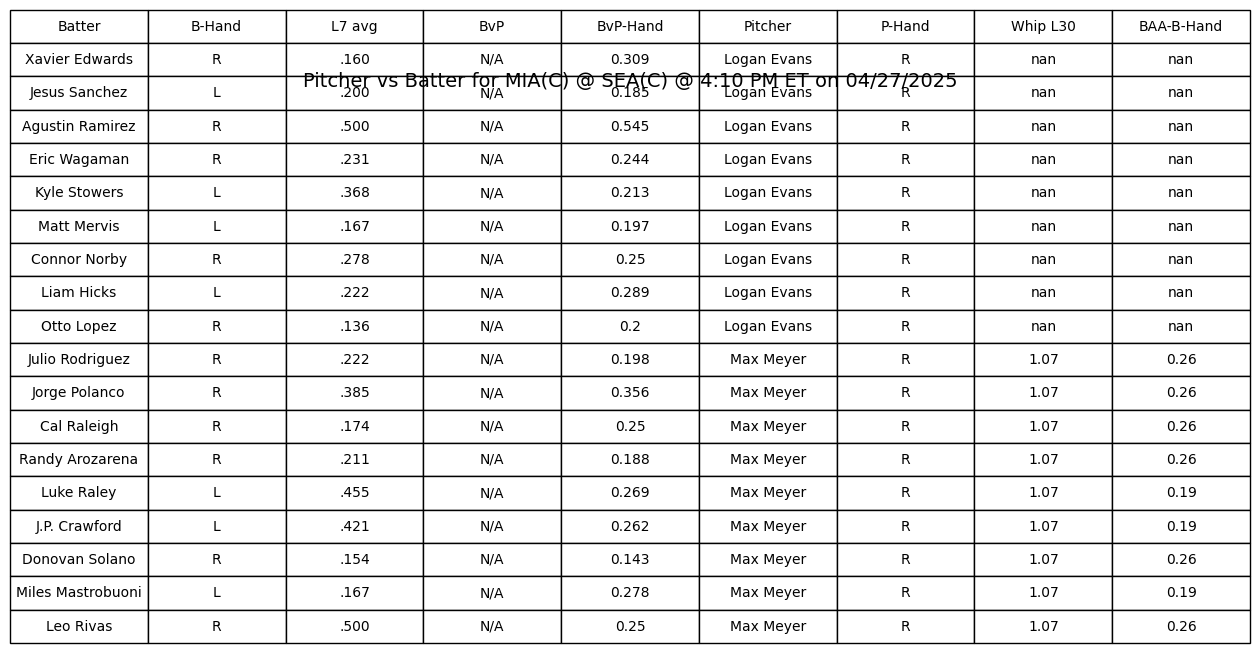 Batter B-Hand L7 avg BvP BvP-Hand Pitcher P-Hand Whip L30 BAA-B-Hand
Xavier Edwards R .160 N/A 0.309 Logan Evans R nan nan
Pitcher vs Batter for MIA(C) @ SEA(C) @ 4:10 PM ET on 04/27/2025
Jesus Sanchez L .200 N/A 0.185 Logan Evans R nan nan
Agustin Ramirez R .500 N/A 0.545 Logan Evans R nan nan
Eric Wagaman R .231 N/A 0.244 Logan Evans R nan nan
Kyle Stowers L .368 N/A 0.213 Logan Evans R nan nan
Matt Mervis L .167 N/A 0.197 Logan Evans R nan nan
Connor Norby R .278 N/A 0.25 Logan Evans R nan nan
Liam Hicks L .222 N/A 0.289 Logan Evans R nan nan
Otto Lopez R .136 N/A 0.2 Logan Evans R nan nan
Julio Rodriguez R .222 N/A 0.198 Max Meyer R 1.07 0.26
Jorge Polanco R .385 N/A 0.356 Max Meyer R 1.07 0.26
Cal Raleigh R .174 N/A 0.25 Max Meyer R 1.07 0.26
Randy Arozarena R .211 N/A 0.188 Max Meyer R 1.07 0.26
Luke Raley L .455 N/A 0.269 Max Meyer R 1.07 0.19
J.P. Crawford L .421 N/A 0.262 Max Meyer R 1.07 0.19
Donovan Solano R .154 N/A 0.143 Max Meyer R 1.07 0.26
Miles Mastrobuoni L .167 N/A 0.278 Max Meyer R 1.07 0.19
Leo Rivas R .500 N/A 0.25 Max Meyer R 1.07 0.26